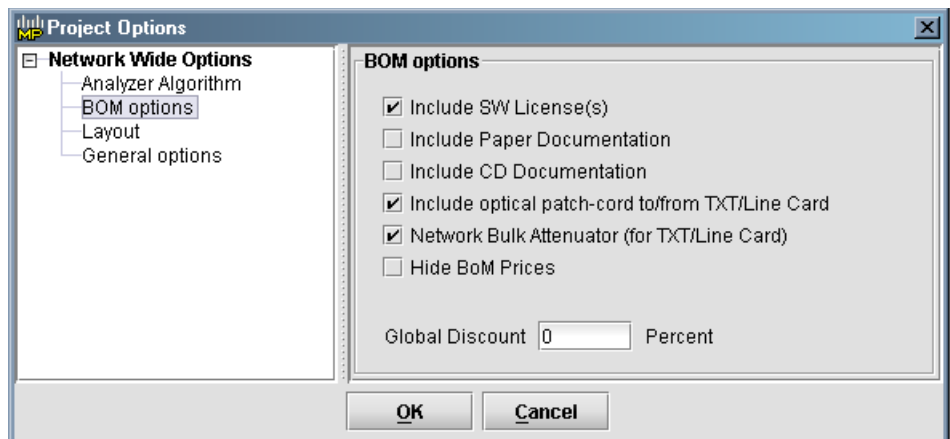 MP Project Options
Network Wide Options
Analyzer Algorithm
BOM options
Layout
General options
BOM options
Include SW License(s)
Include Paper Documentation
Include CD Documentation
Include optical patch-cord to/from TXT/Line Card
Network Bulk Attenuator (for TXT/Line Card)
Hide BoM Prices
Global Discount 0 Percent
OK Cancel